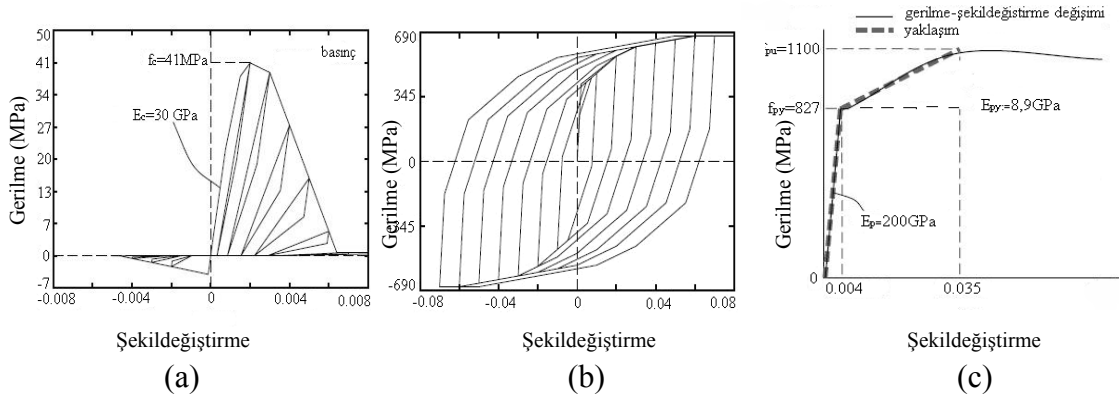 50
41
34
27
20
13
7
0
-7
-0.008
-0.004
0
0.004
0.008
fc=41MPa
basınç
Ec=30 GPa
Gerilme (MPa)
Şekildeğiştirme
(a)
690
345
0
-345
-690
-0.08
-0.04
0
0.04
0.08
Gerilme (MPa)
Şekildeğiştirme
(b)
gerilme-şekildeğiştirme değişimi
yaklaşım
pu=1100
fpy=827
Epy=8,9GPa
Ep=200GPa
0
0.004
0.035
Gerilme (MPa)
Şekildeğiştirme
(c)